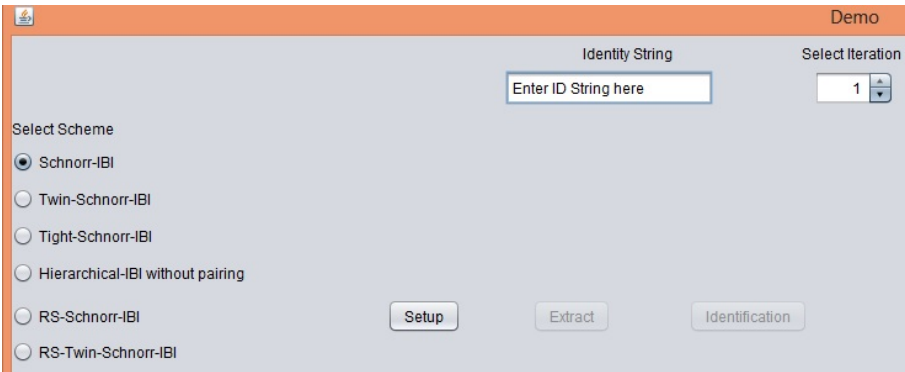 Demo
Identity String Select Iteration
Enter ID String here 1
Select Scheme
Schnorr-IBI
Twin-Schnorr-IBI
Tight-Schnorr-IBI
Hierarchical-IBI without pairing
RS-Schnorr-IBI Setup Extract Identification
RS-Twin-Schnorr-IBI